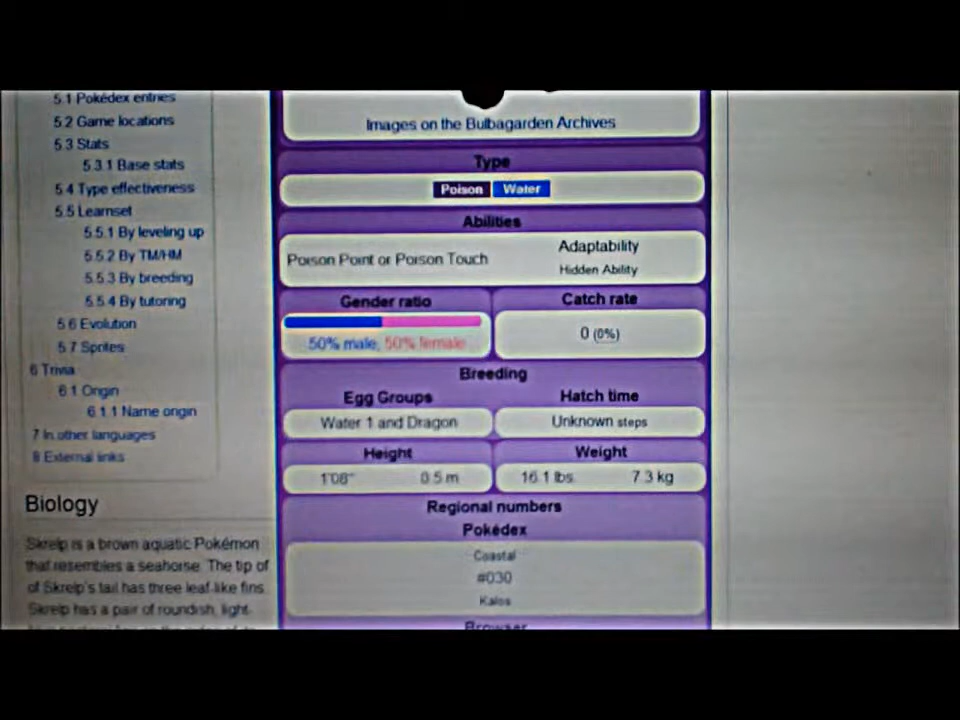 5.1 Pokédex entries
5.2 Game locations
5.3 Stats
5.3.1 Base stats
5.4 Type effectiveness
5.5 Learnset
5.5.1 By leveling up
5.5.2 By TM/HM
5.5.3 By breeding
5.5.4 By tutoring
5.6 Evolution
5.7 Sprites
6 Trivia
6.1 Origin
6.1.1 Name origin
7 In other languages
8 External links
Biology
Skrelp is a brown aquatic Pokémon
that resembles a seahorse. The tip of
of Skrelp's tail has three leaf-like fins.
Skrelp has a pair of roundish, light-
Images on the Bulbagarden Archives
Type
Poison Water
Abilities
Poison Point or Poison Touch
Adaptability
Hidden Ability
Gender ratio
50% male, 50% female
Catch rate
0 (0%)
Breeding
Egg Groups
Water 1 and Dragon
Hatch time
Unknown steps
Height
1'08" 0.5 m
Weight
16.1 lbs. 7.3 kg
Regional numbers
Pokédex
Coastal
#030
Kalos
Browser